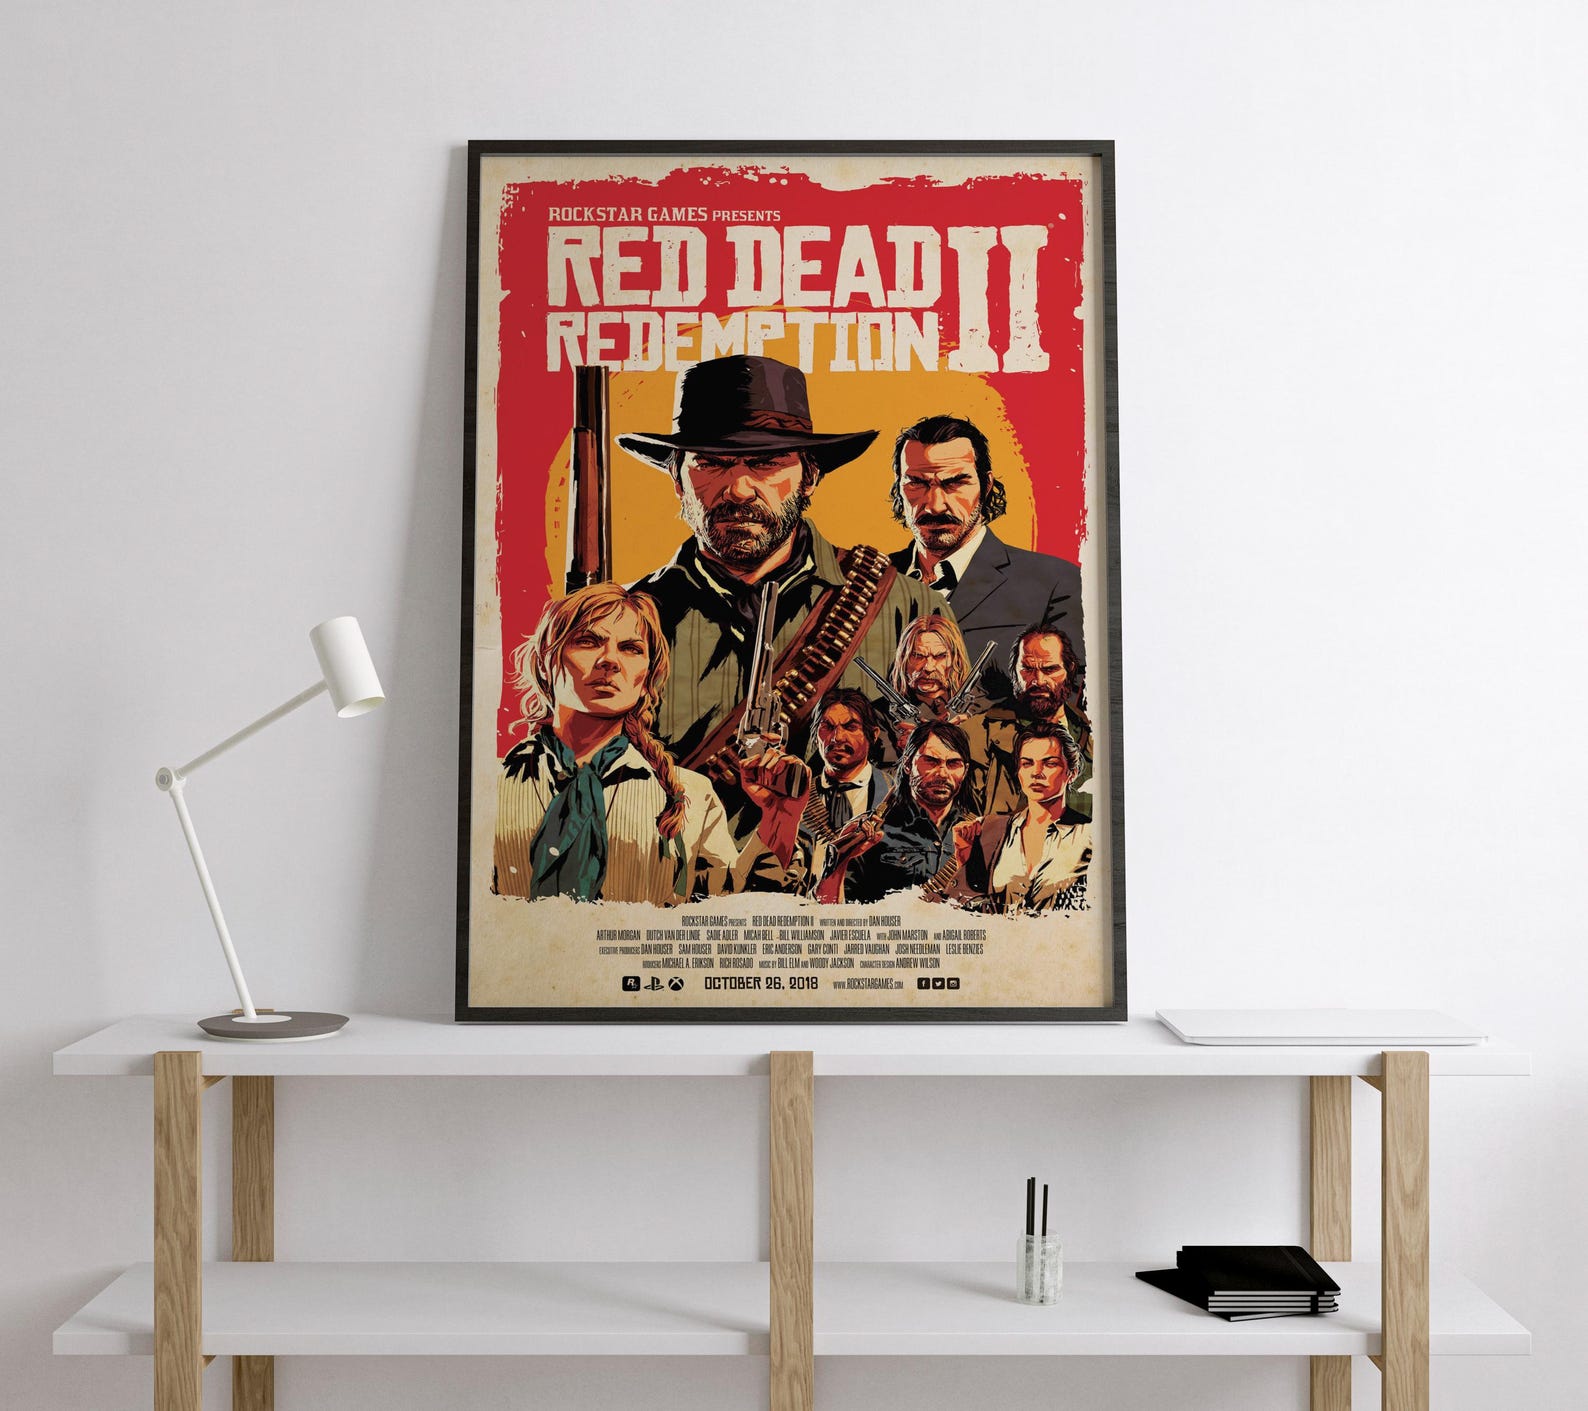 ROCKSTAR GAMES PRESENTS
RED DEAD
REDEMPTION II
ROCKSTAR GAMES PRESENTS RED DEAD REDEMPTION II WRITTEN AND DIRECTED BY DAN HOUSER
ARTHUR MORGAN DUTCH VAN DER LINDE SADIE ADLER MICAH BELL BILL WILLIAMSON JAVIER ESCUELA WITH JOHN MARSTON AND ABIGAIL ROBERTS
EXECUTIVE PRODUCERS DAN HOUSER SAM HOUSER DAVID KUNKLER ERIC ANDERSON GARY CONTI JARRED VAUGHAN JOSH NEEDLEMAN LESLIE BENZIES
PRODUCERS MICHAEL A. ERIKSON RICH ROSADO MUSIC BY BILL ELM AND WOODY JACKSON CHARACTER DESIGN ANDREW WILSON
R OCTOBER 26, 2018 WWW.ROCKSTARGAMES.COM